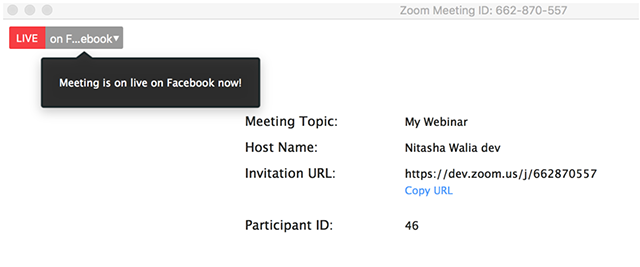 Zoom Meeting ID: 662-870-557
LIVE on F...ebook▾
Meeting is on live on Facebook now!
Meeting Topic: My Webinar
Host Name: Nitasha Walia dev
Invitation URL: https://dev.zoom.us/j/662870557
Copy URL
Participant ID: 46